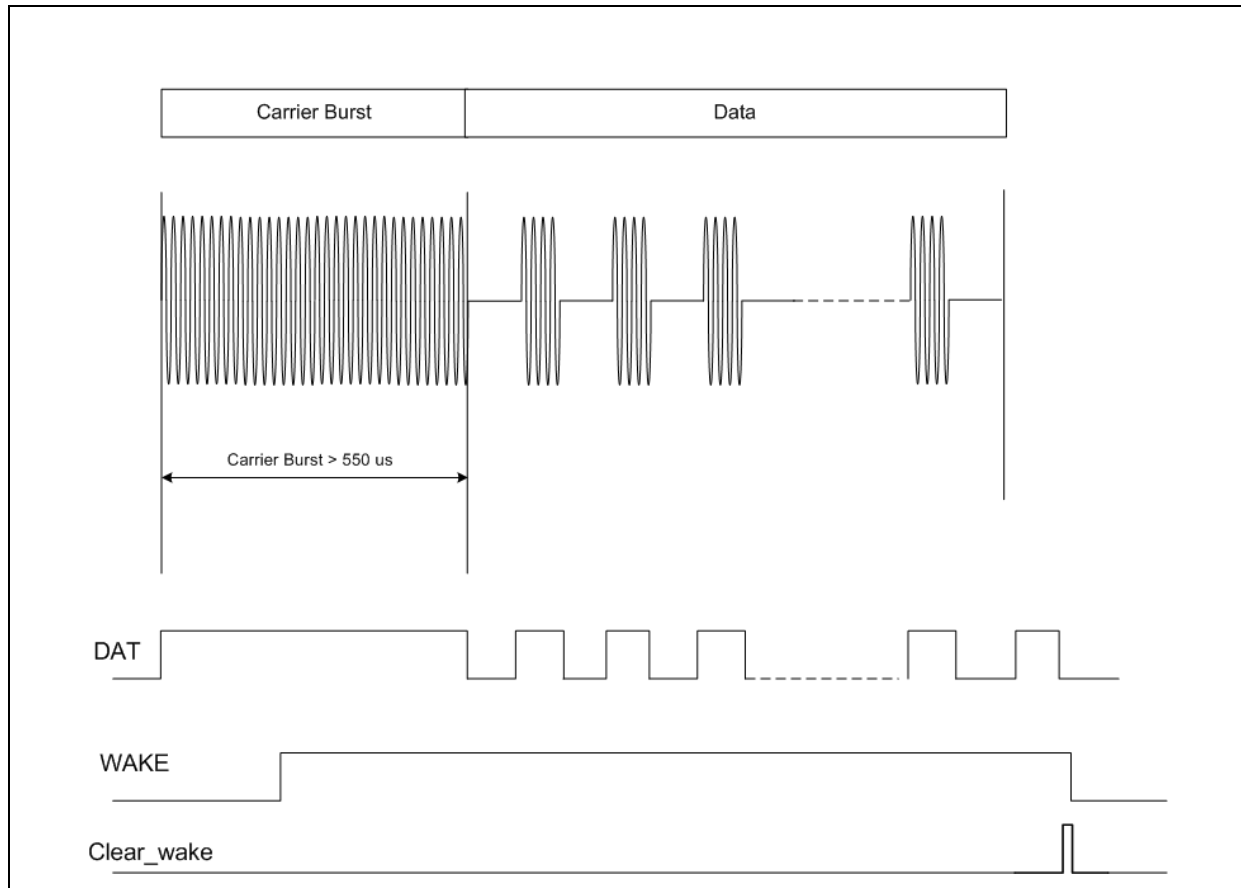 Carrier Burst
Data
Carrier Burst > 550 us
DAT
WAKE
Clear_wake